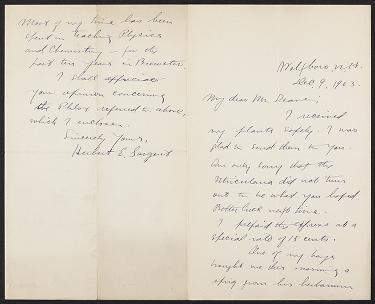 Wolfboro, N.H.
Dec. 9, 1903.
My dear Mr. Deane;
I received
my plants safely. I was
glad to send them to you.
Am only sorry that the
Utricularia did not turn
out to be what you hoped
Better luck next time.
I prepaid the express at a
special rate of 15 cents.
One of my boys
brought me this morning a
sprig from his herbarium
Most of my time has been
spent in teaching Physics
and Chemistry - for the
past ten years in Brewster.
I shall appreciate
your opinion concerning
the Phlox referred to above,
which I enclose.
Sincerely Yours,
Herbert E. Sargent